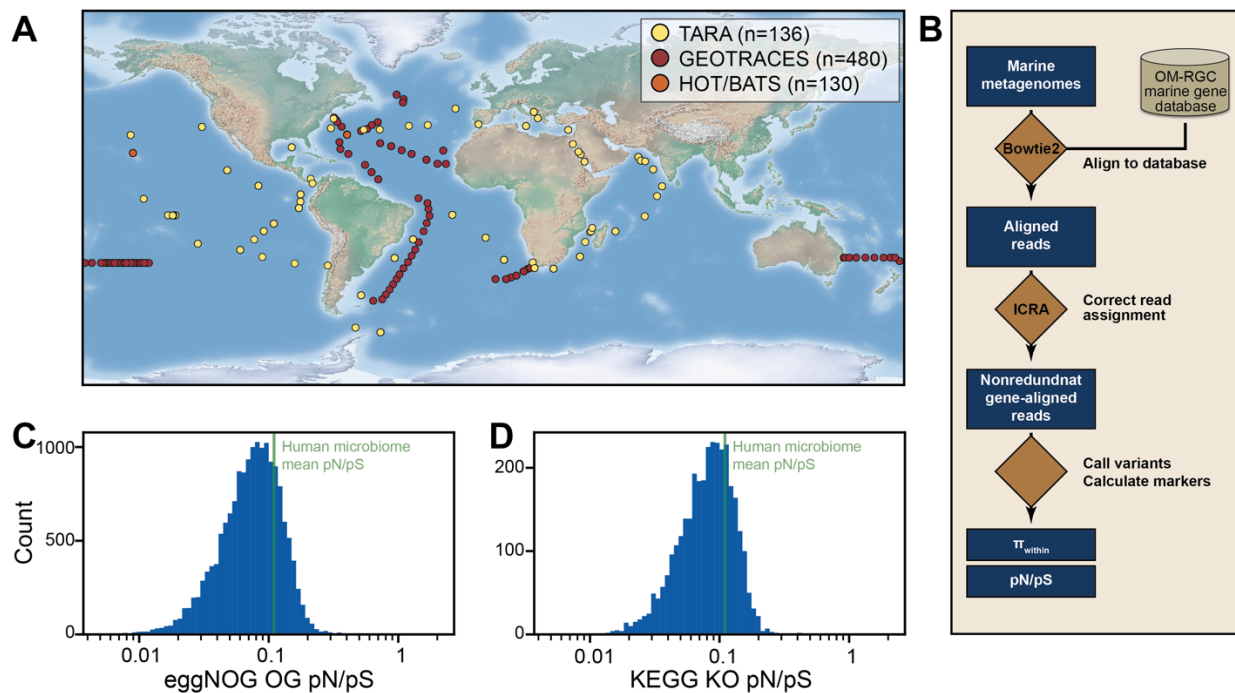 A
TARA (n=136)
GEOTRACES (n=480)
HOT/BATS (n=130)
B
Marine
metagenomes
OM-RGC
marine gene
database
Bowtie2
Align to database
Aligned
reads
ICRA
Correct read
assignment
Nonredundnat
gene-aligned
reads
Call variants
Calculate markers
π within
pN/pS
C
1000
500
0
Count
Human microbiome
mean pN/pS
0.01
0.1
1
eggNOG OG pN/pS
D
200
100
0
Human microbiome
mean pN/pS
0.01
0.1
1
KEGG KO pN/pS